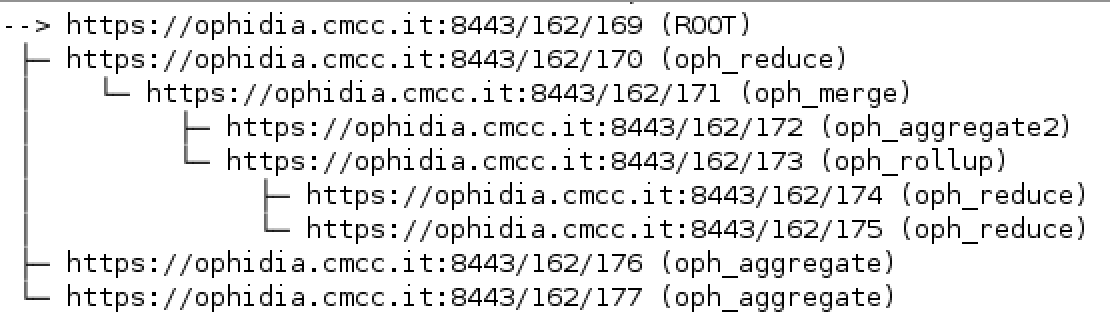 --> https://ophidia.cmcc.it:8443/162/169 (ROOT)
├─ https://ophidia.cmcc.it:8443/162/170 (oph_reduce)
│    └─ https://ophidia.cmcc.it:8443/162/171 (oph_merge)
│         ├─ https://ophidia.cmcc.it:8443/162/172 (oph_aggregate2)
│         └─ https://ophidia.cmcc.it:8443/162/173 (oph_rollup)
│              ├─ https://ophidia.cmcc.it:8443/162/174 (oph_reduce)
│              └─ https://ophidia.cmcc.it:8443/162/175 (oph_reduce)
├─ https://ophidia.cmcc.it:8443/162/176 (oph_aggregate)
└─ https://ophidia.cmcc.it:8443/162/177 (oph_aggregate)